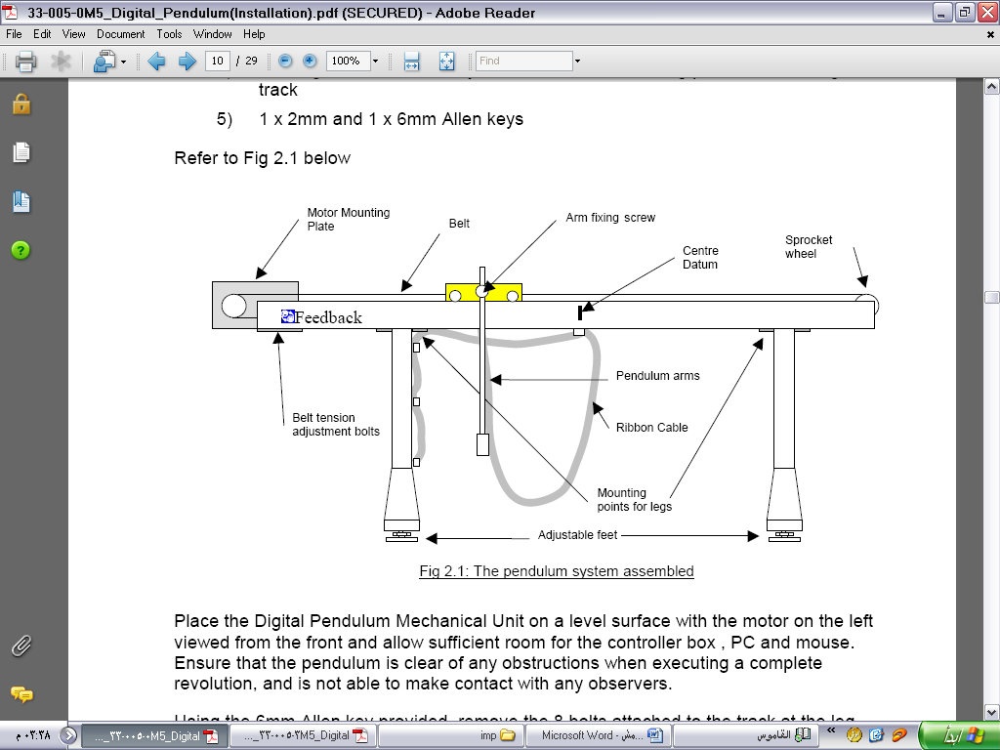 33-005-0M5_Digital_Pendulum(Installation).pdf (SECURED) - Adobe Reader
File Edit View Document Tools Window Help
10 / 29 100% Find
track
5) 1 x 2mm and 1 x 6mm Allen keys
Refer to Fig 2.1 below
Motor Mounting
Plate
Belt
Arm fixing screw
Centre
Datum
Sprocket
wheel
Feedback
Pendulum arms
Belt tension
adjustment bolts
Ribbon Cable
Mounting
points for legs
Adjustable feet
Fig 2.1: The pendulum system assembled
Place the Digital Pendulum Mechanical Unit on a level surface with the motor on the left
viewed from the front and allow sufficient room for the controller box , PC and mouse.
Ensure that the pendulum is clear of any obstructions when executing a complete
revolution, and is not able to make contact with any observers.
Using the 6mm Allen key provided, remove the 8 bolts attached to the track at the leg
ابدأ
القاموس
Microsoft Word - مش...
imp
...٣٣-٠٠٥-٣M5_Digital
...٣٣-٠٠٥-٠M5_Digital
٠٣:٣٨ م